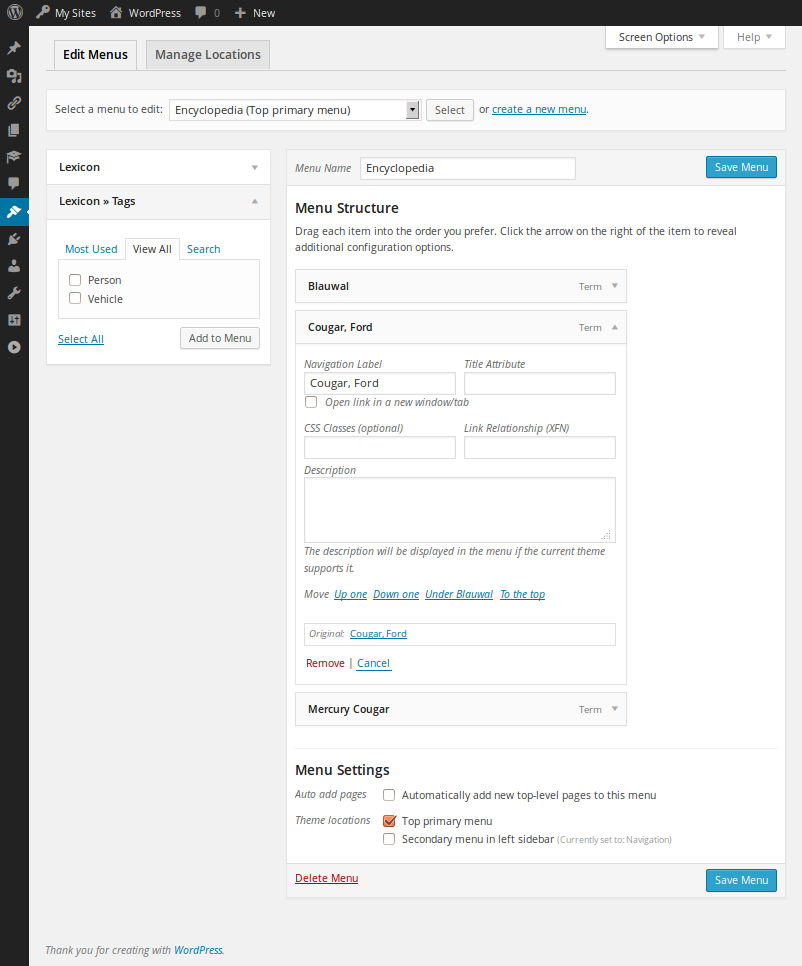 My Sites WordPress 0 New
Screen Options Help
Edit Menus Manage Locations
Select a menu to edit: Encyclopedia (Top primary menu) Select or create a new menu.
Lexicon
Lexicon » Tags
Most Used View All Search
Person
Vehicle
Select All Add to Menu
Menu Name Encyclopedia Save Menu
Menu Structure
Drag each item into the order you prefer. Click the arrow on the right of the item to reveal
additional configuration options.
Blauwal Term
Cougar, Ford Term
Navigation Label Title Attribute
Cougar, Ford
Open link in a new window/tab
CSS Classes (optional) Link Relationship (XFN)
Description
The description will be displayed in the menu if the current theme
supports it.
Move Up one Down one Under Blauwal To the top
Original: Cougar, Ford
Remove | Cancel
Mercury Cougar Term
Menu Settings
Auto add pages Automatically add new top-level pages to this menu
Theme locations Top primary menu
Secondary menu in left sidebar (Currently set to: Navigation)
Delete Menu Save Menu
Thank you for creating with WordPress.